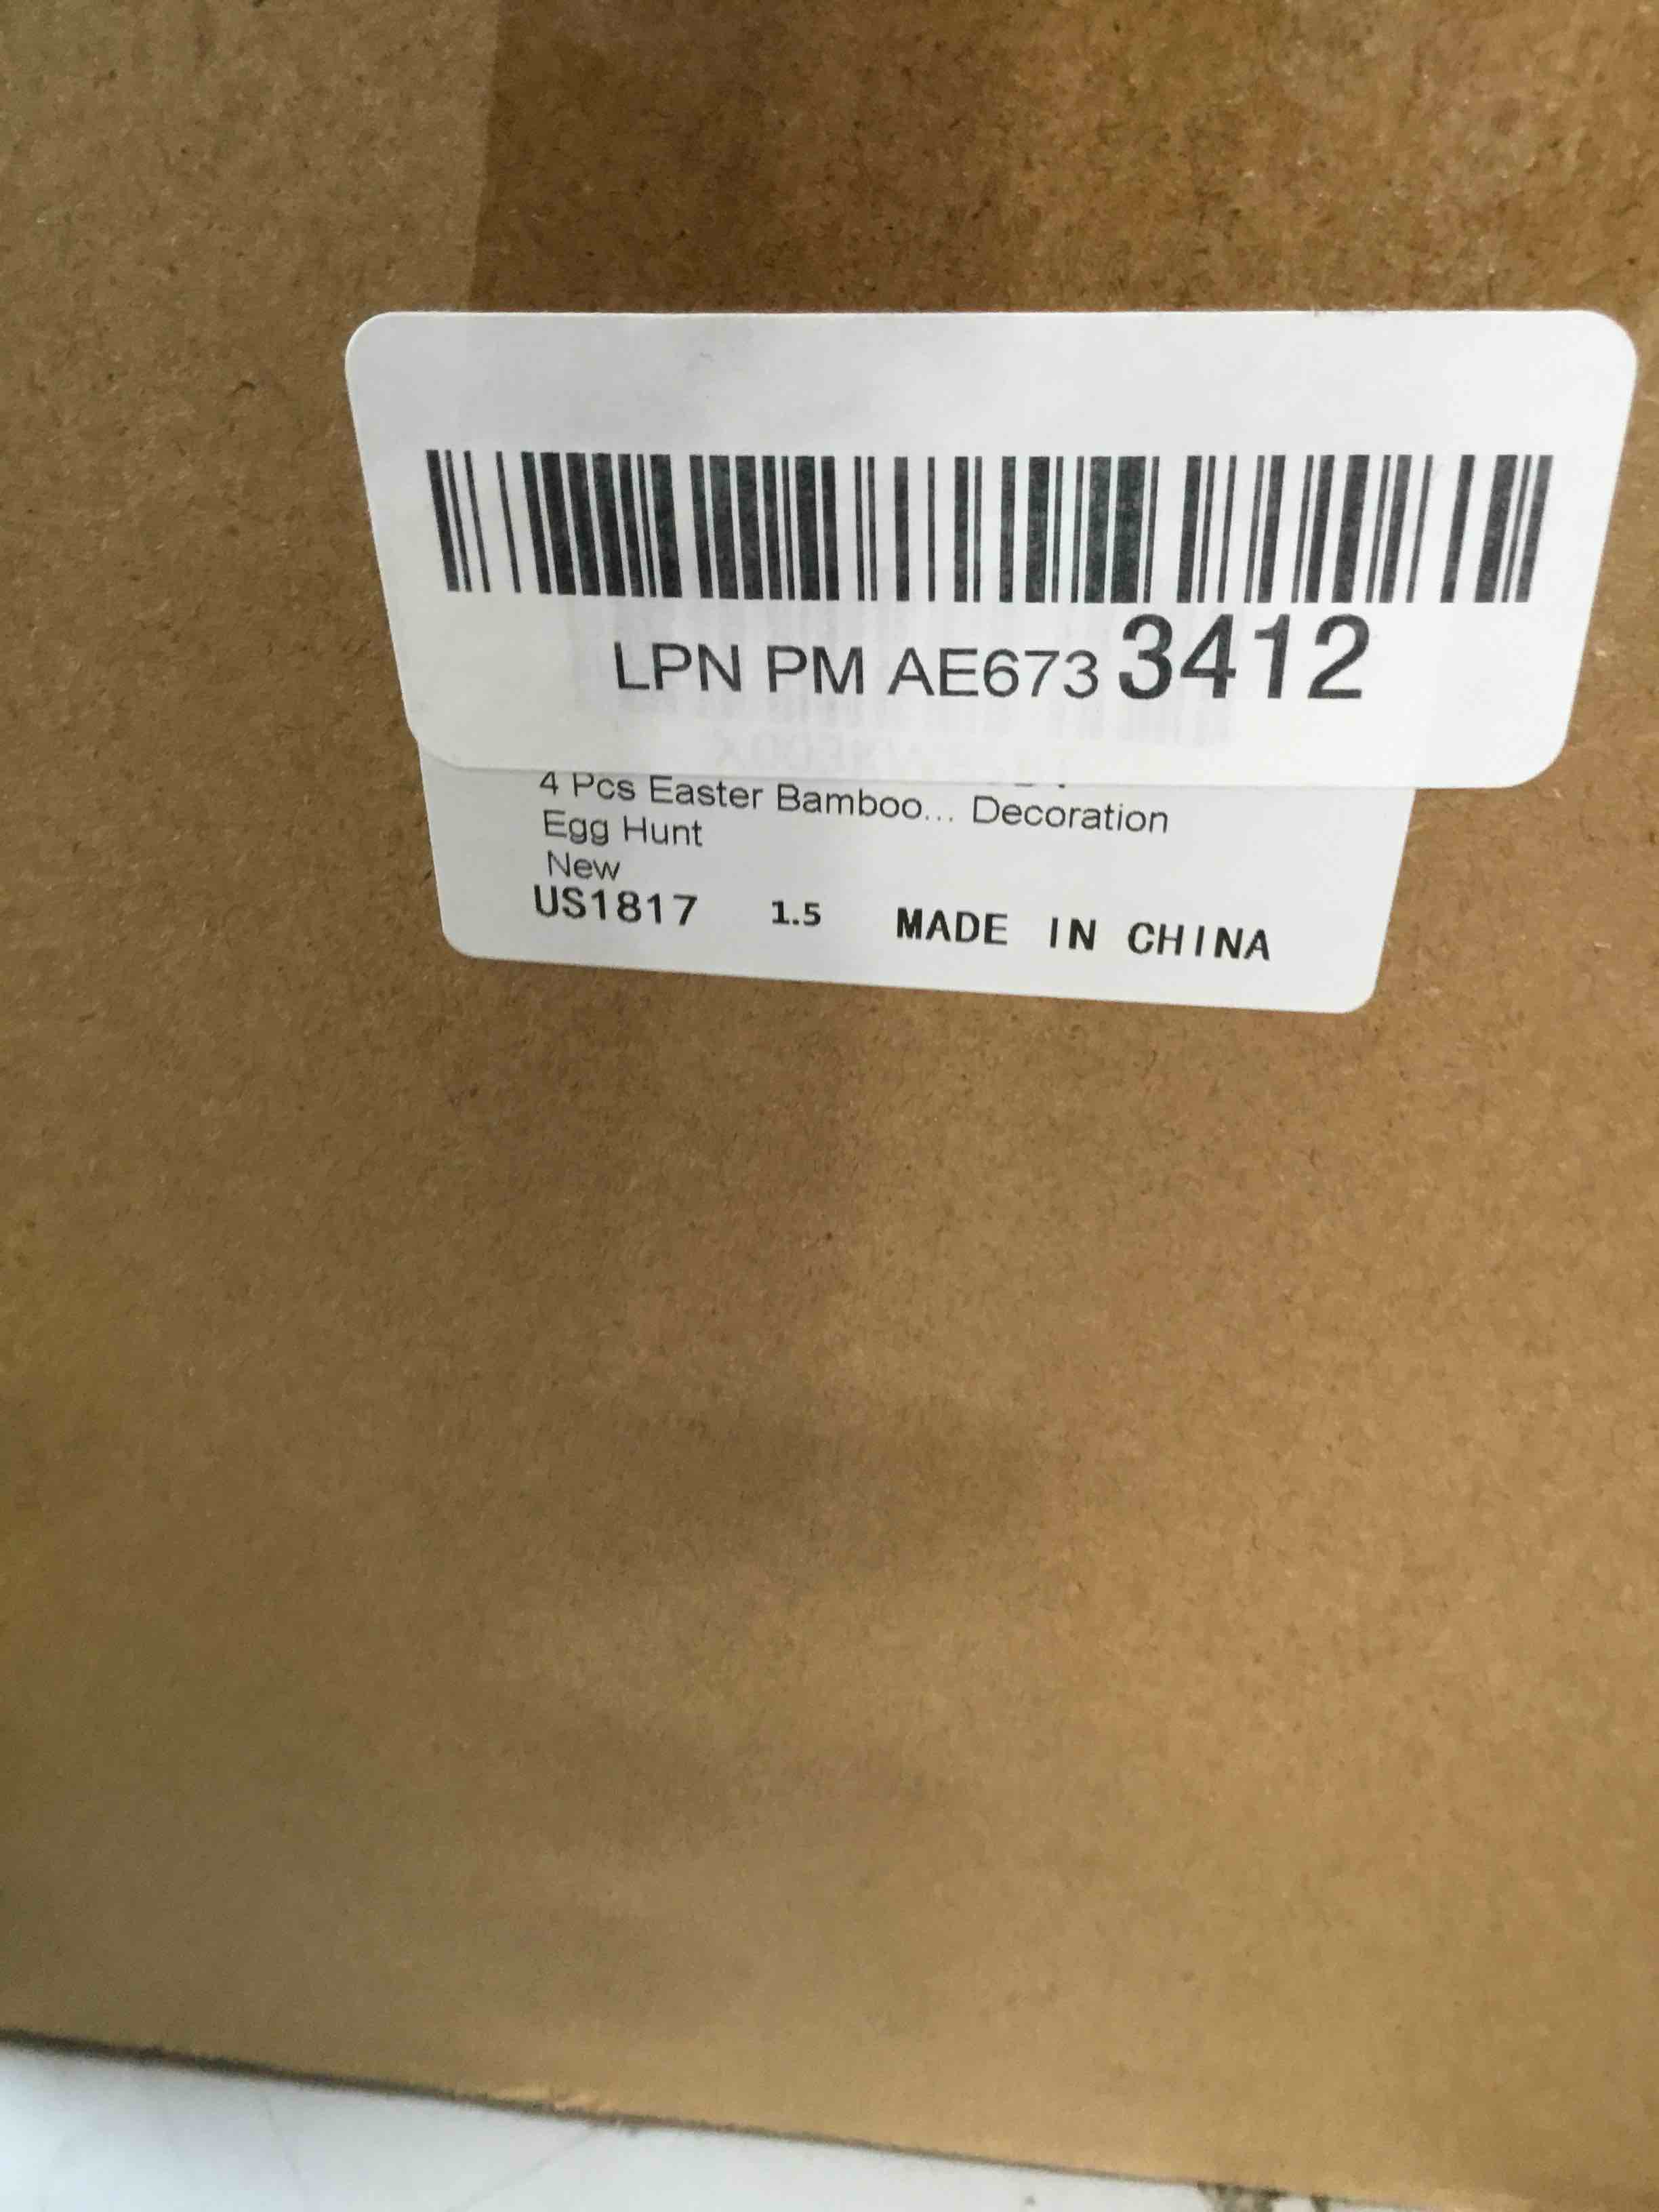 LPN PM AE673 3412
4 Pcs Easter Bamboo... Decoration
Egg Hunt
New
US1817 1.5 MADE IN CHINA